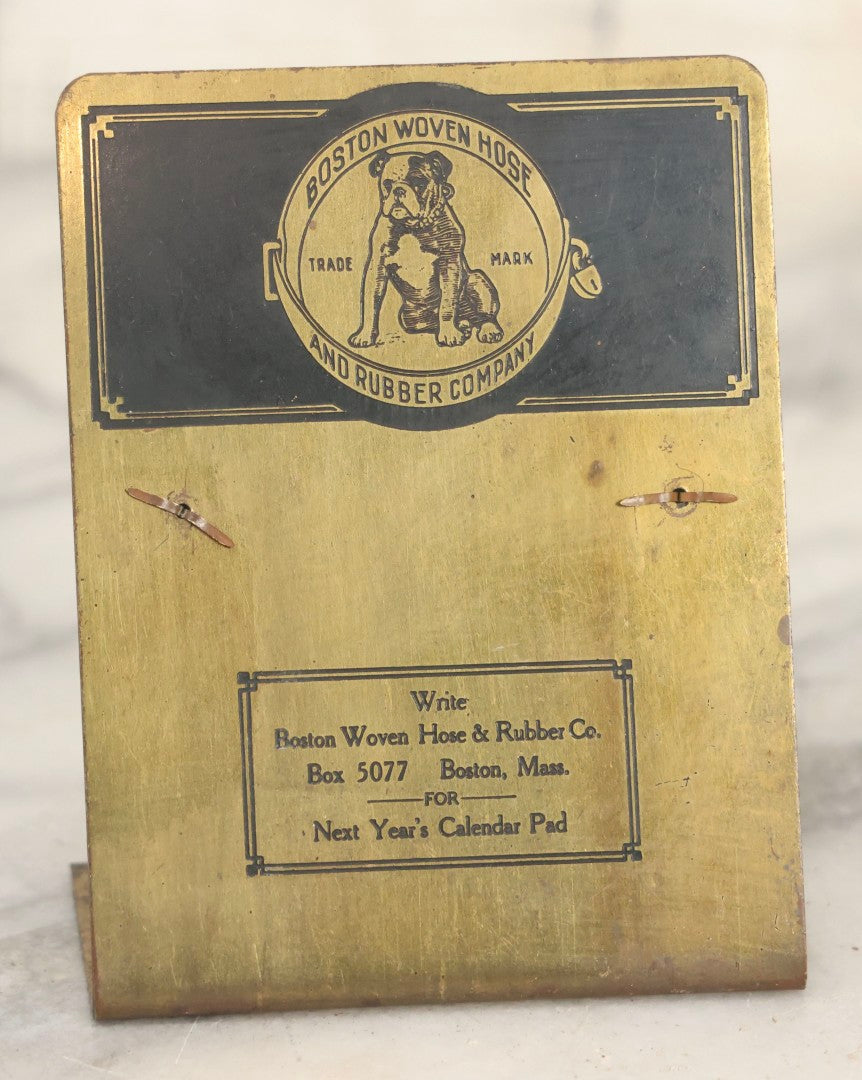 BOSTON WOVEN HOSE
TRADE MARK
AND RUBBER COMPANY
Write
Boston Woven Hose & Rubber Co.
Box 5077 Boston, Mass.
FOR
Next Year's Calendar Pad